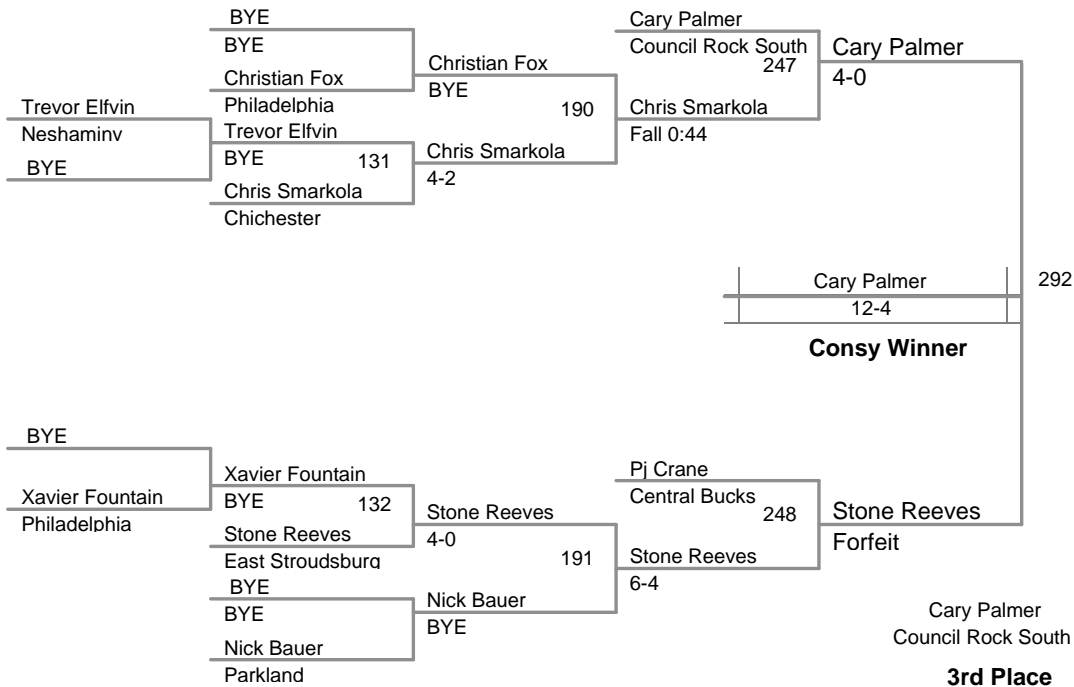 BYE
BYE
Christian Fox
Philadelphia
Trevor Elfvin
Neshaminy
BYE
Trevor Elfvin
BYE
131
Chris Smarkola
Chichester
Christian Fox
BYE
190
Chris Smarkola
4-2
Cary Palmer
Council Rock South
247
Chris Smarkola
Fall 0:44
Cary Palmer
4-0
292
Cary Palmer
12-4
Consy Winner
BYE
Xavier Fountain
Philadelphia
Xavier Fountain
BYE
132
Stone Reeves
East Stroudsburg
BYE
BYE
Nick Bauer
Parkland
Stone Reeves
4-0
191
Nick Bauer
BYE
Pj Crane
Central Bucks
248
Stone Reeves
6-4
Stone Reeves
Forfeit
Cary Palmer
Council Rock South
3rd Place